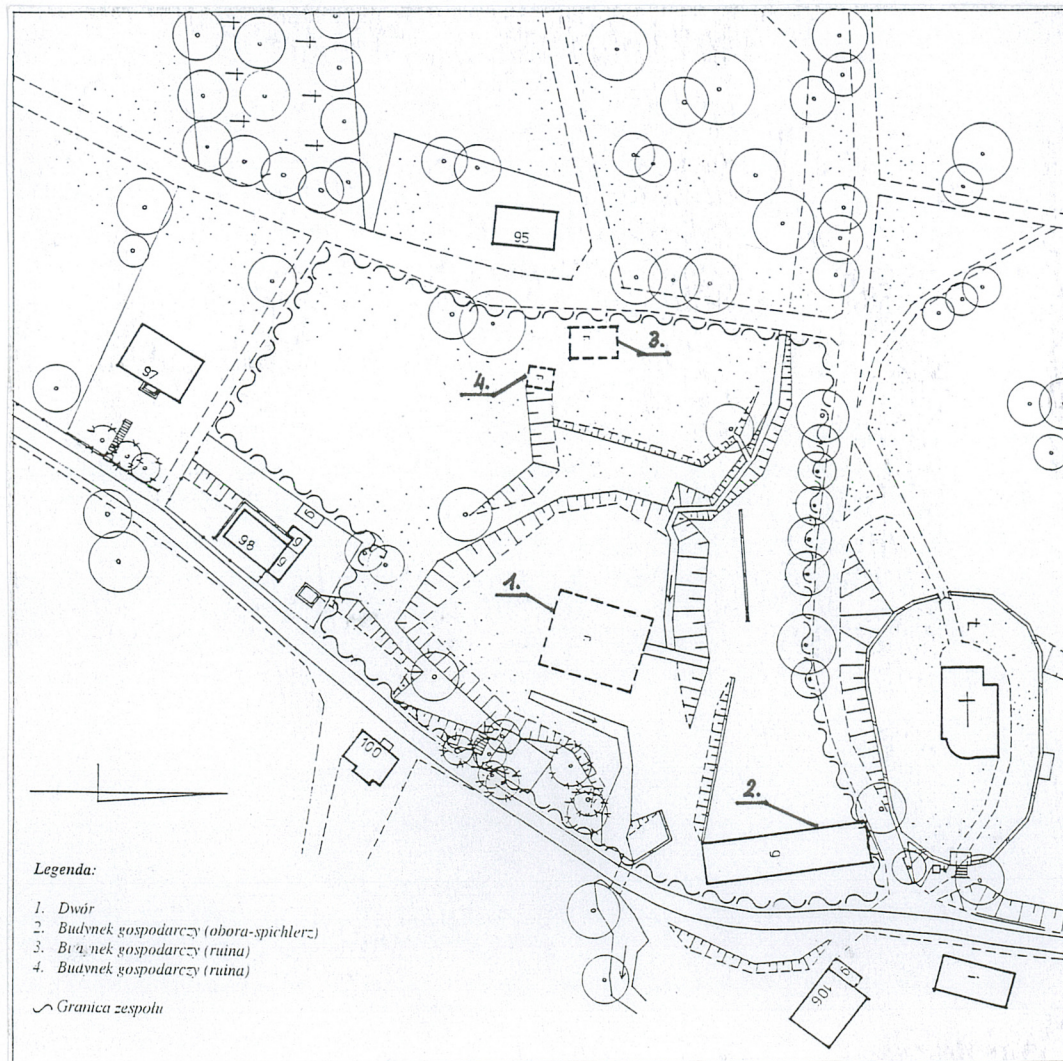 95
3.
4.
97
98
g
g
1.
100
2.
g
Legenda:
1. Dwór
2. Budynek gospodarczy (obora-spichlerz)
3. Budynek gospodarczy (ruina)
4. Budynek gospodarczy (ruina)
Granica zespołu
g
106